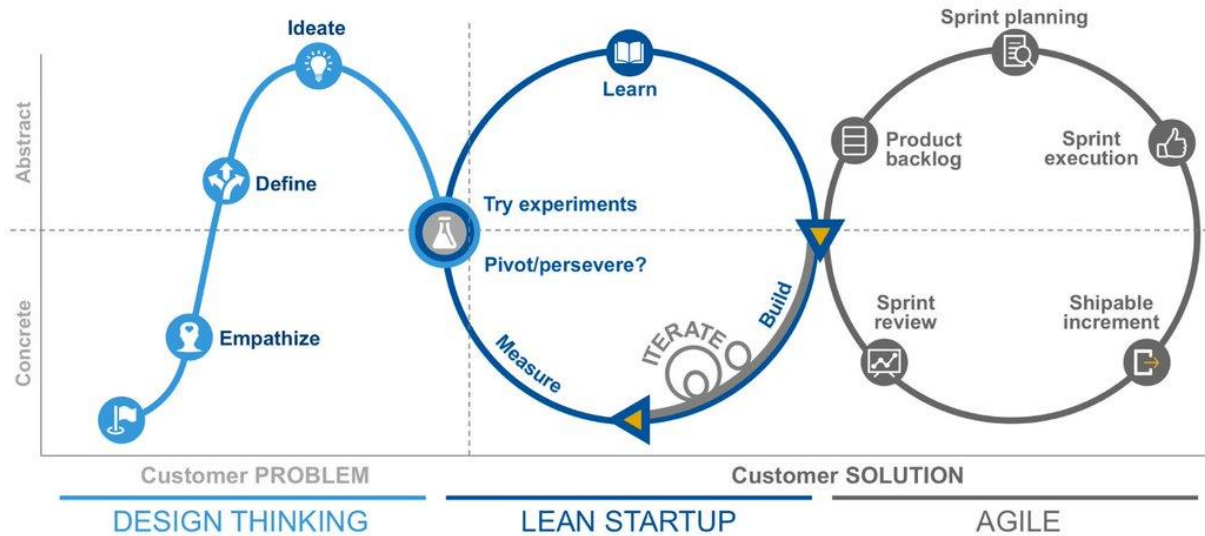 Ideate
Sprint planning
Learn
Product
backlog
Sprint
execution
Abstract
Define
Try experiments
Pivot/persevere?
Concrete
Empathize
Measure
ITERATE
Build
Sprint
review
Shipable
increment
Customer PROBLEM
Customer SOLUTION
DESIGN THINKING
LEAN STARTUP
AGILE